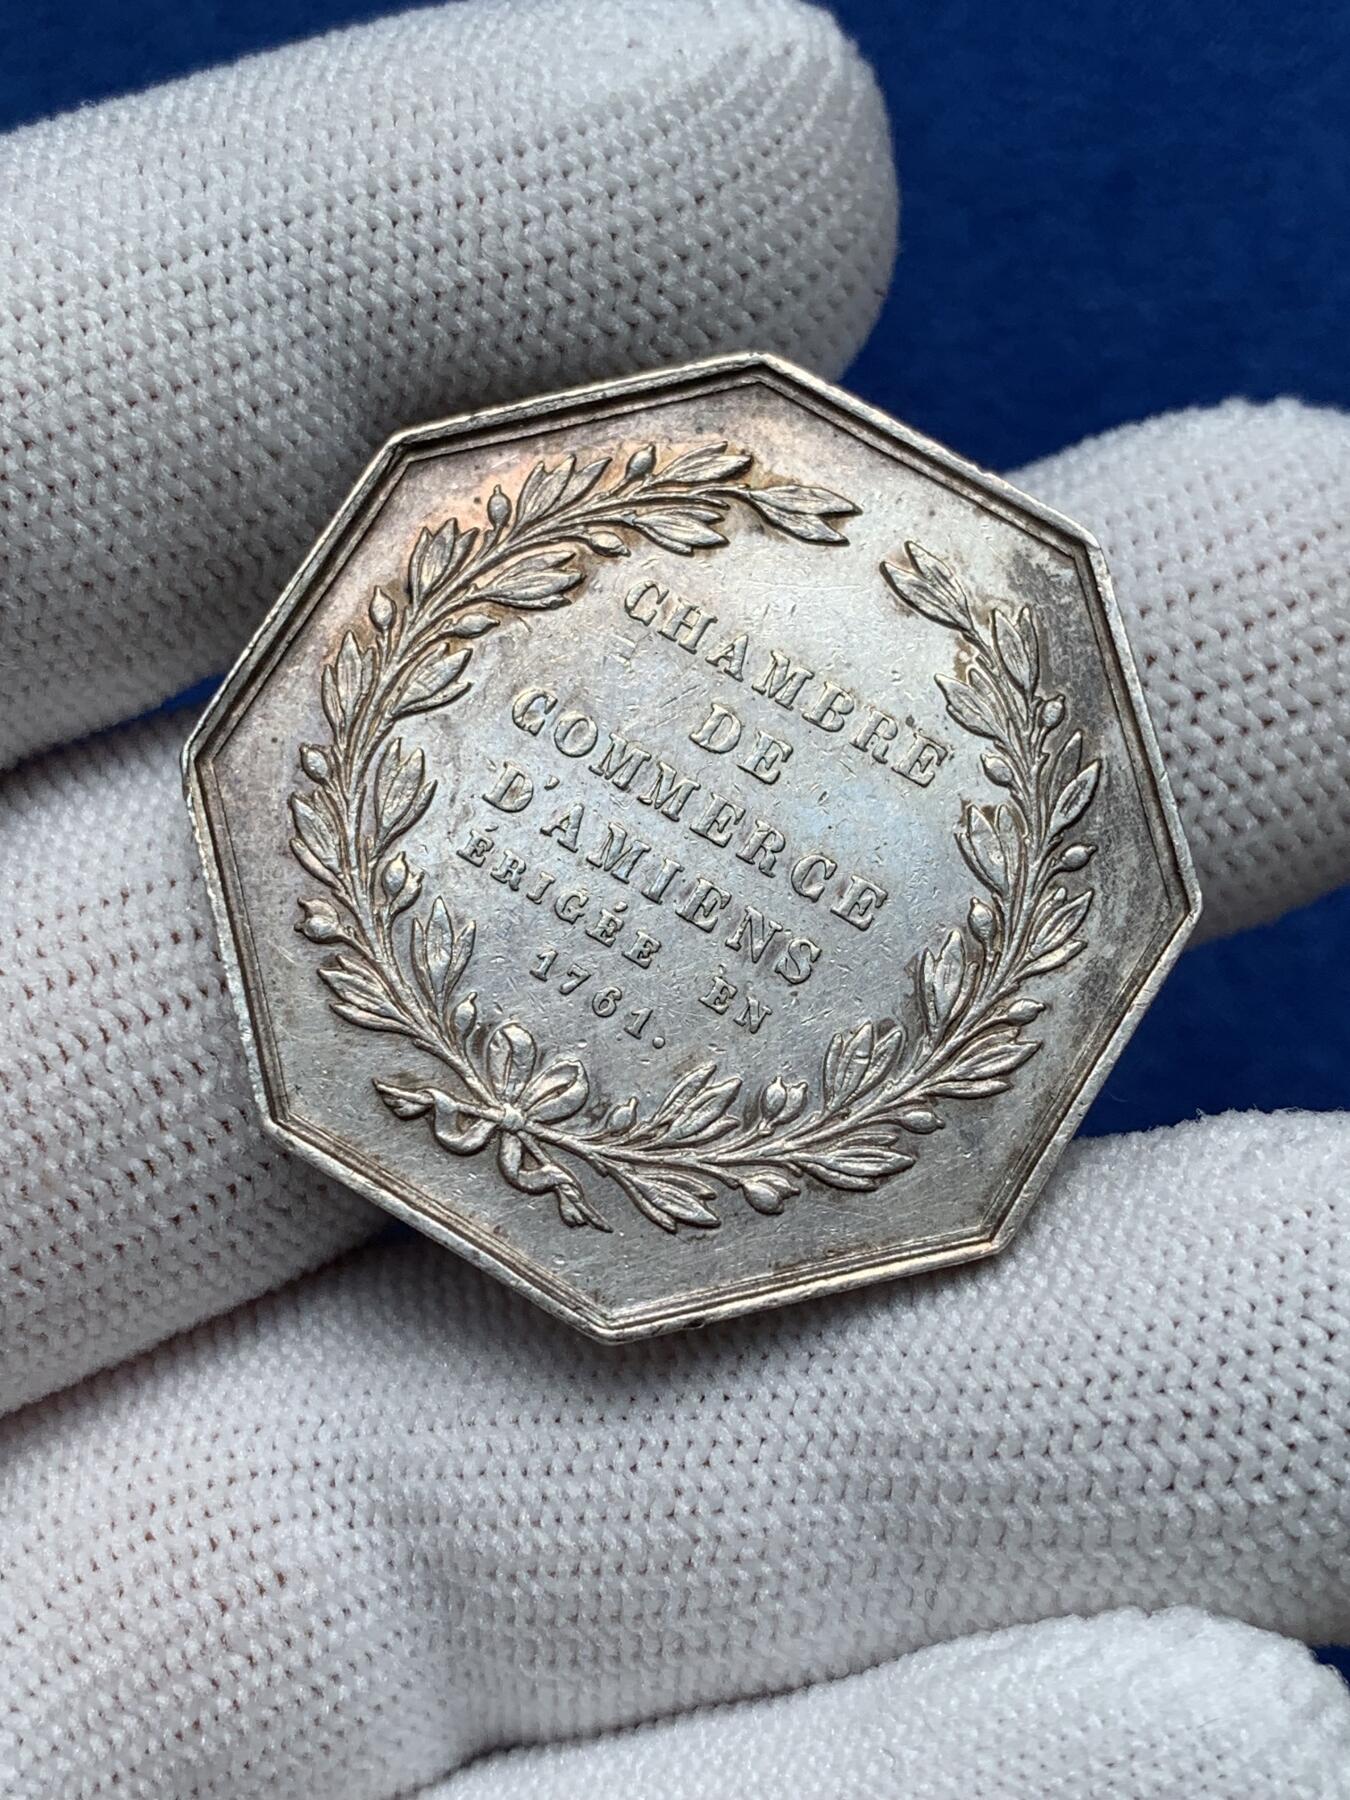 CHAMBRE
DE
COMMERCE
D'AMIENS
ÉRIGÉE EN
1761.